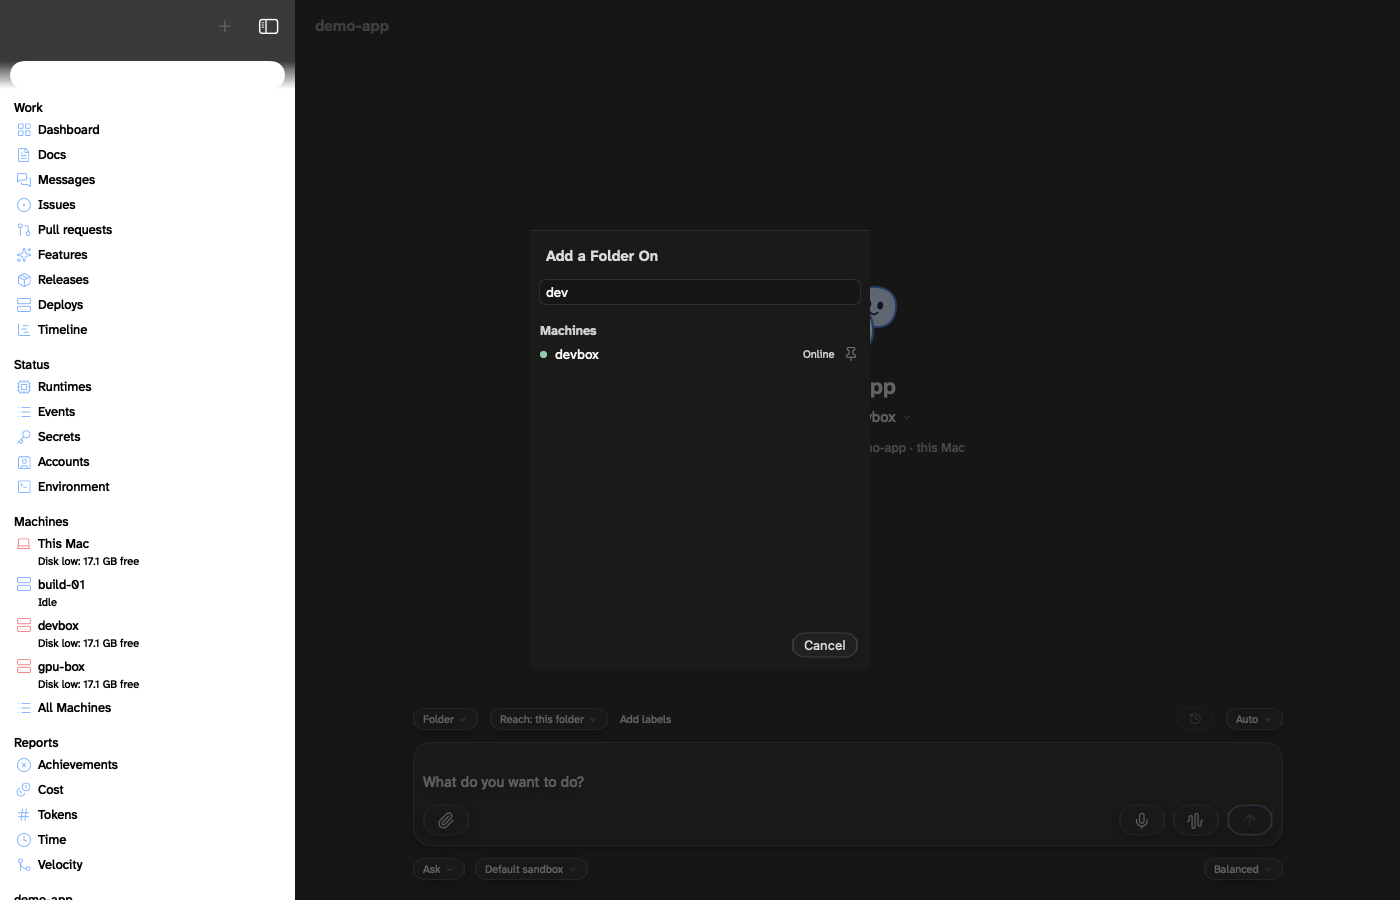 demo-app
Work
Dashboard
Docs
Messages
Issues
Pull requests
Features
Releases
Deploys
Timeline
Status
Runtimes
Events
Secrets
Accounts
Environment
Machines
This Mac
Disk low: 17.1 GB free
build-01
Idle
devbox
Disk low: 17.1 GB free
gpu-box
Disk low: 17.1 GB free
All Machines
Reports
Achievements
Cost
Tokens
Time
Velocity
demo-app
Add a Folder On
dev
Machines
devbox Online
Cancel
this Mac
Folder Reach: this folder Add labels Auto
What do you want to do?
Ask Default sandbox Balanced